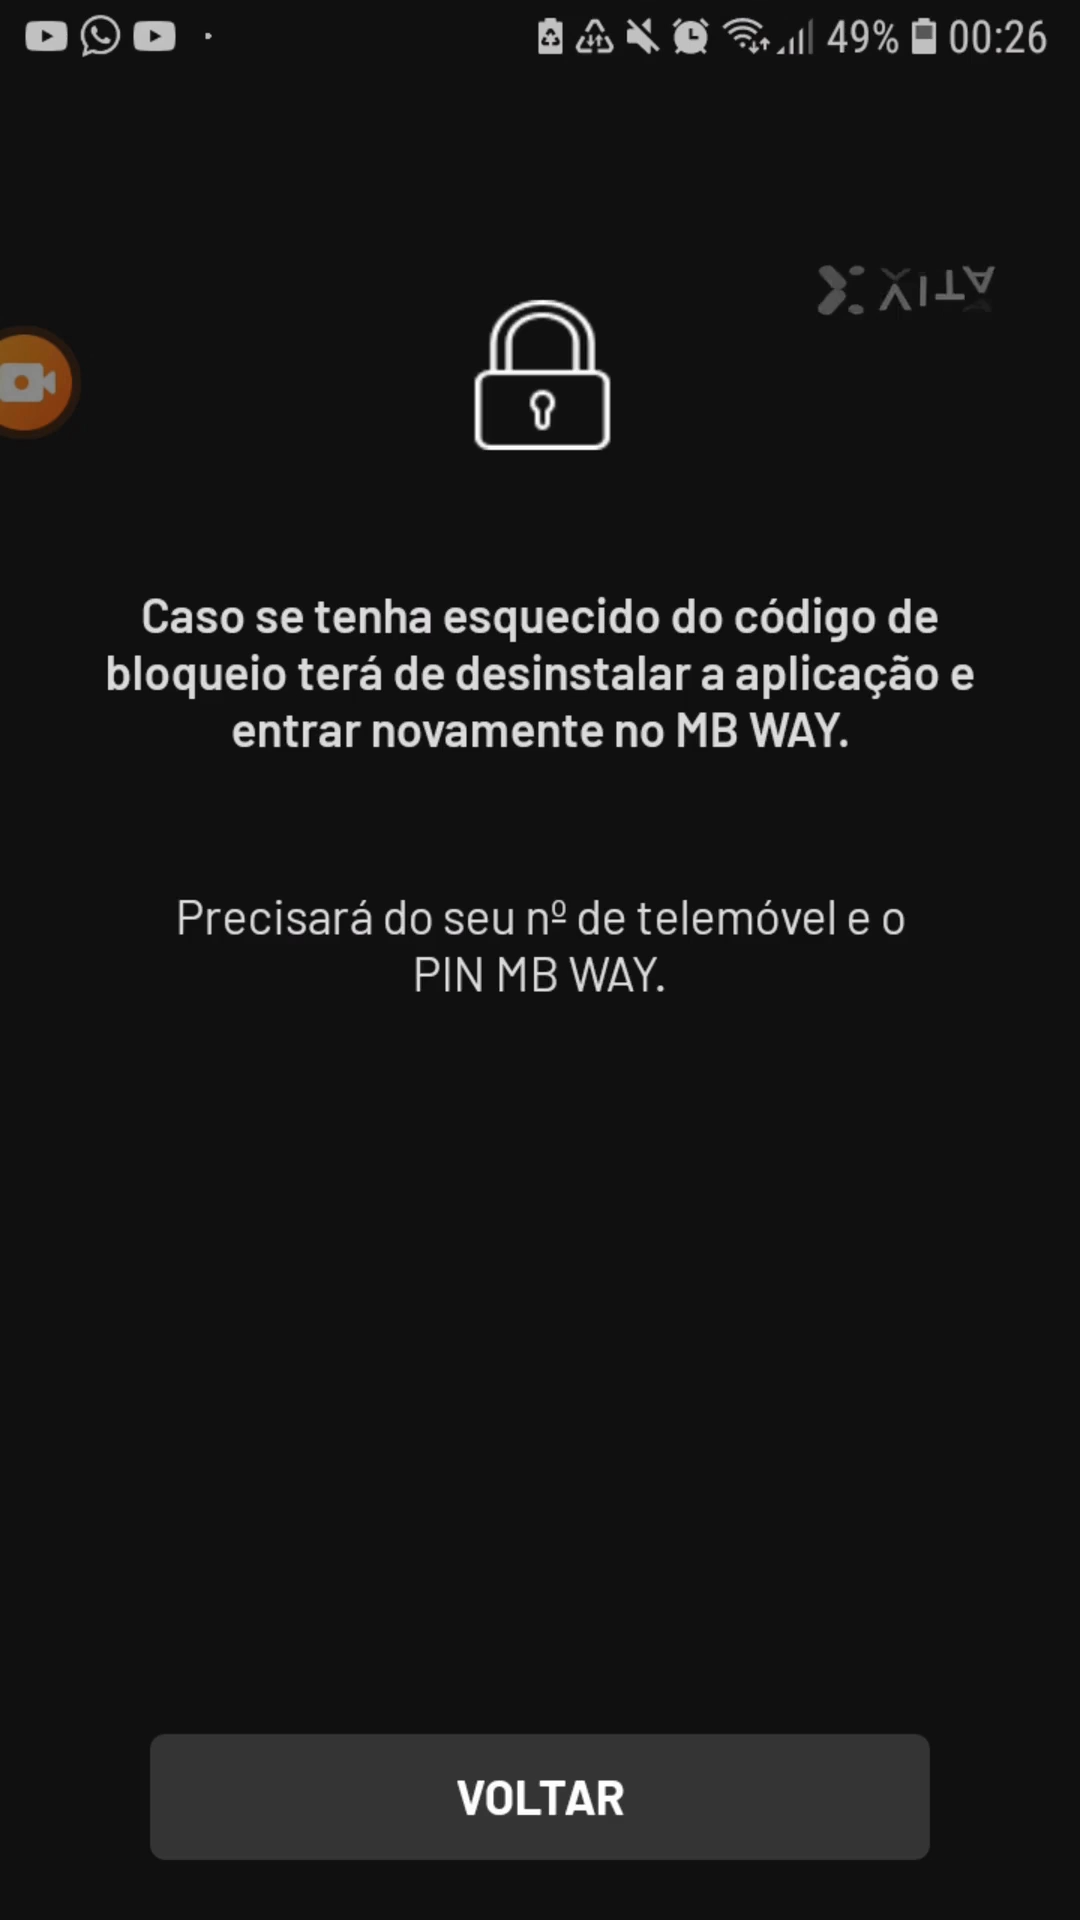 49% 00:26
Caso se tenha esquecido do código de
bloqueio terá de desinstalar a aplicação e
entrar novamente no MB WAY.
Precisará do seu nº de telemóvel e o
PIN MB WAY.
VOLTAR